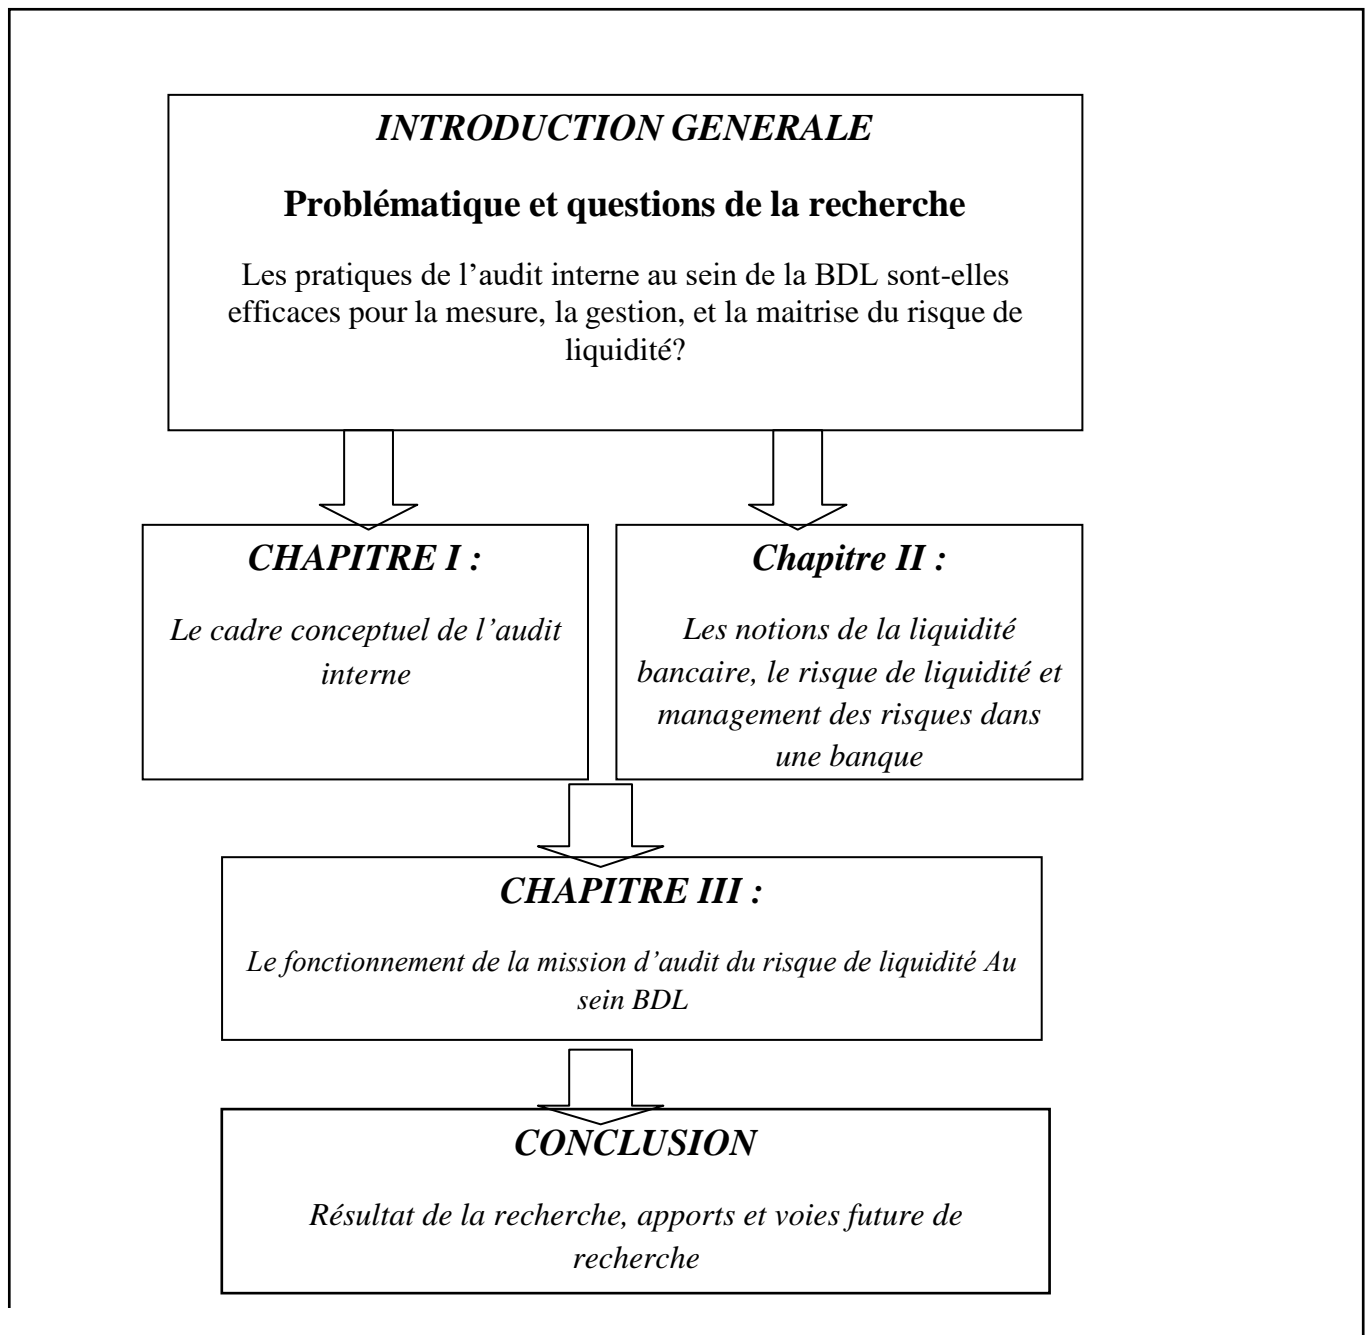 INTRODUCTION GENERALE
Problématique et questions de la recherche
Les pratiques de l’audit interne au sein de la BDL sont-elles
efficaces pour la mesure, la gestion, et la maitrise du risque de
liquidité?
CHAPITRE I :
Le cadre conceptuel de l’audit
interne
Chapitre II :
Les notions de la liquidité
bancaire, le risque de liquidité et
management des risques dans
une banque
CHAPITRE III :
Le fonctionnement de la mission d’audit du risque de liquidité Au
sein BDL
CONCLUSION
Résultat de la recherche, apports et voies future de
recherche